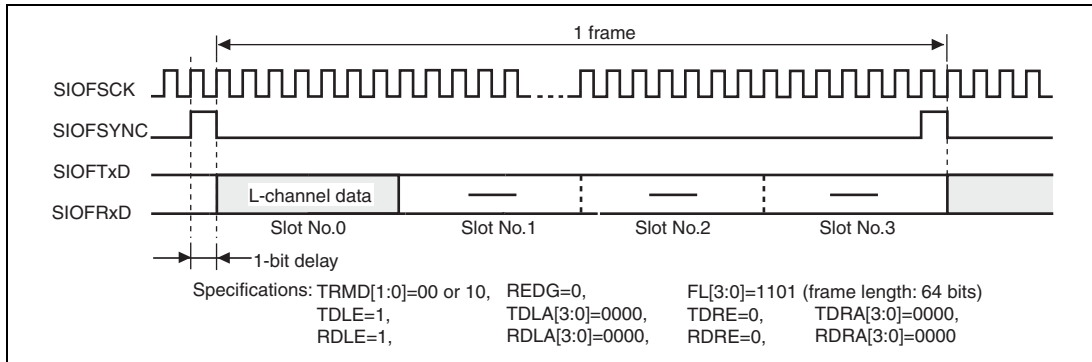 1 frame
SIOFSCK
SIOFSYNC
SIOFTxD
L-channel data
SIOFRxD
Slot No.0 Slot No.1 Slot No.2 Slot No.3
1-bit delay
Specifications: TRMD[1:0]=00 or 10, REDG=0, FL[3:0]=1101 (frame length: 64 bits)
TDLE=1, TDLA[3:0]=0000, TDRE=0, TDRA[3:0]=0000,
RDLE=1, RDLA[3:0]=0000, RDRE=0, RDRA[3:0]=0000